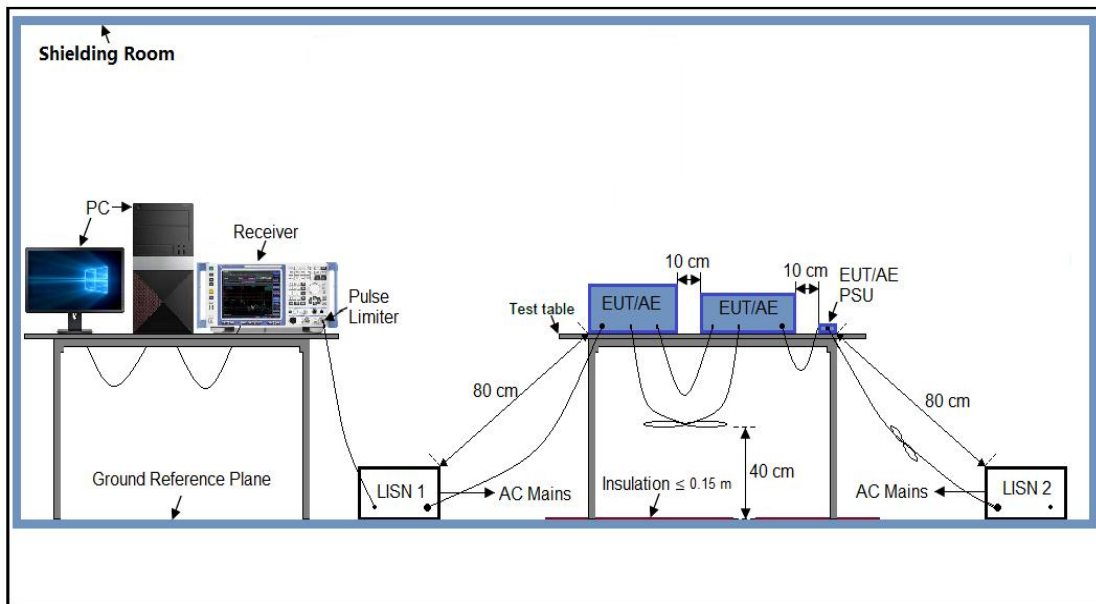 Shielding Room
PC
Receiver
Pulse
Limiter
Test table
EUT/AE
10 cm
EUT/AE
10 cm
EUT/AE
PSU
80 cm
80 cm
40 cm
Ground Reference Plane
LISN 1
AC Mains
Insulation ≤ 0.15 m
AC Mains
LISN 2